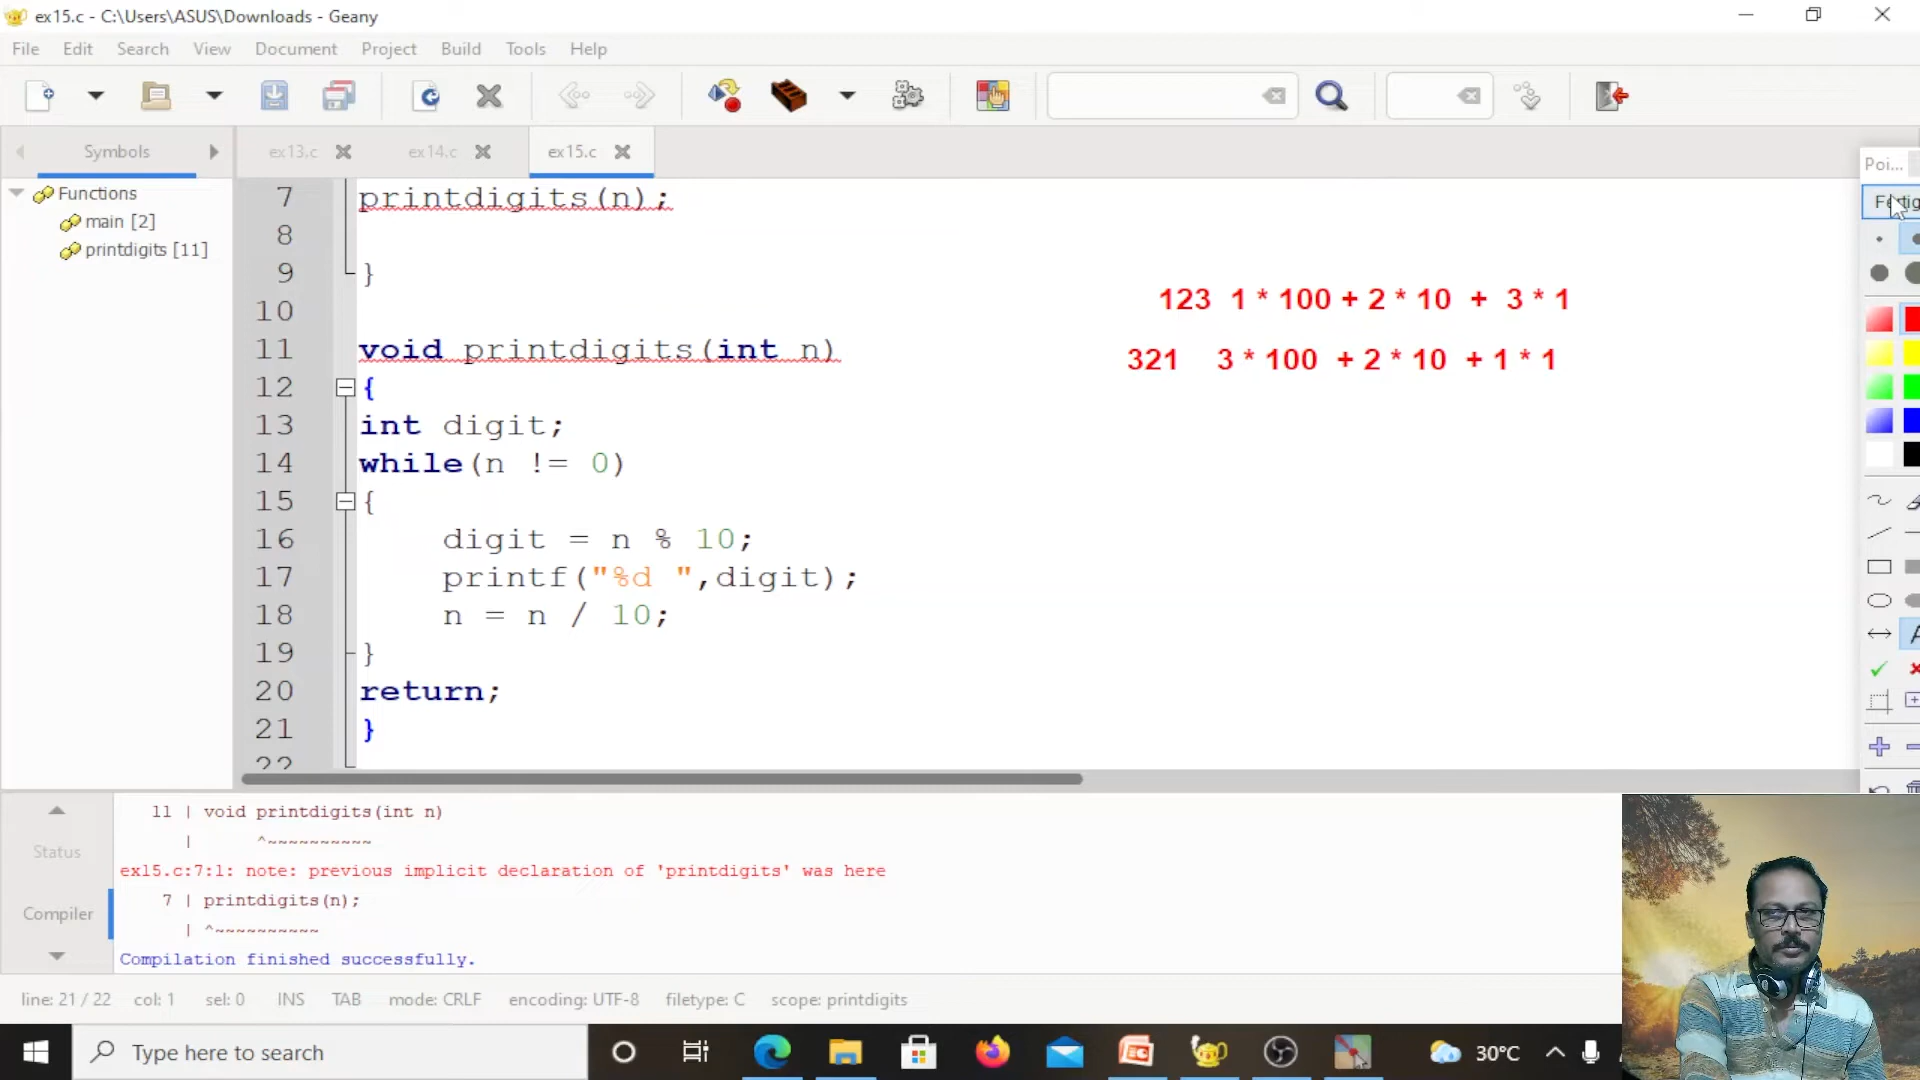 ex15.c - C:\Users\ASUS\Downloads - Geany
File Edit Search View Document Project Build Tools Help
Symbols
ex13.c
ex14.c
ex15.c
Functions
main [2]
printdigits [11]
7 printdigits(n);
8
9 }
10
11 void printdigits(int n)
12 {
13 int digit;
14 while(n != 0)
15 {
16 digit = n % 10;
17 printf("%d ",digit);
18 n = n / 10;
19 }
20 return;
21 }
22
123 1 * 100 + 2 * 10 + 3 * 1
321 3 * 100 + 2 * 10 + 1 * 1
Poi...
Status
Compiler
11 | void printdigits(int n)
| ^~~~~~~~~~~
ex15.c:7:1: note: previous implicit declaration of 'printdigits' was here
7 | printdigits(n);
| ^~~~~~~~~~~
Compilation finished successfully.
line: 21 / 22 col: 1 sel: 0 INS TAB mode: CRLF encoding: UTF-8 filetype: C scope: printdigits
Type here to search
30°C